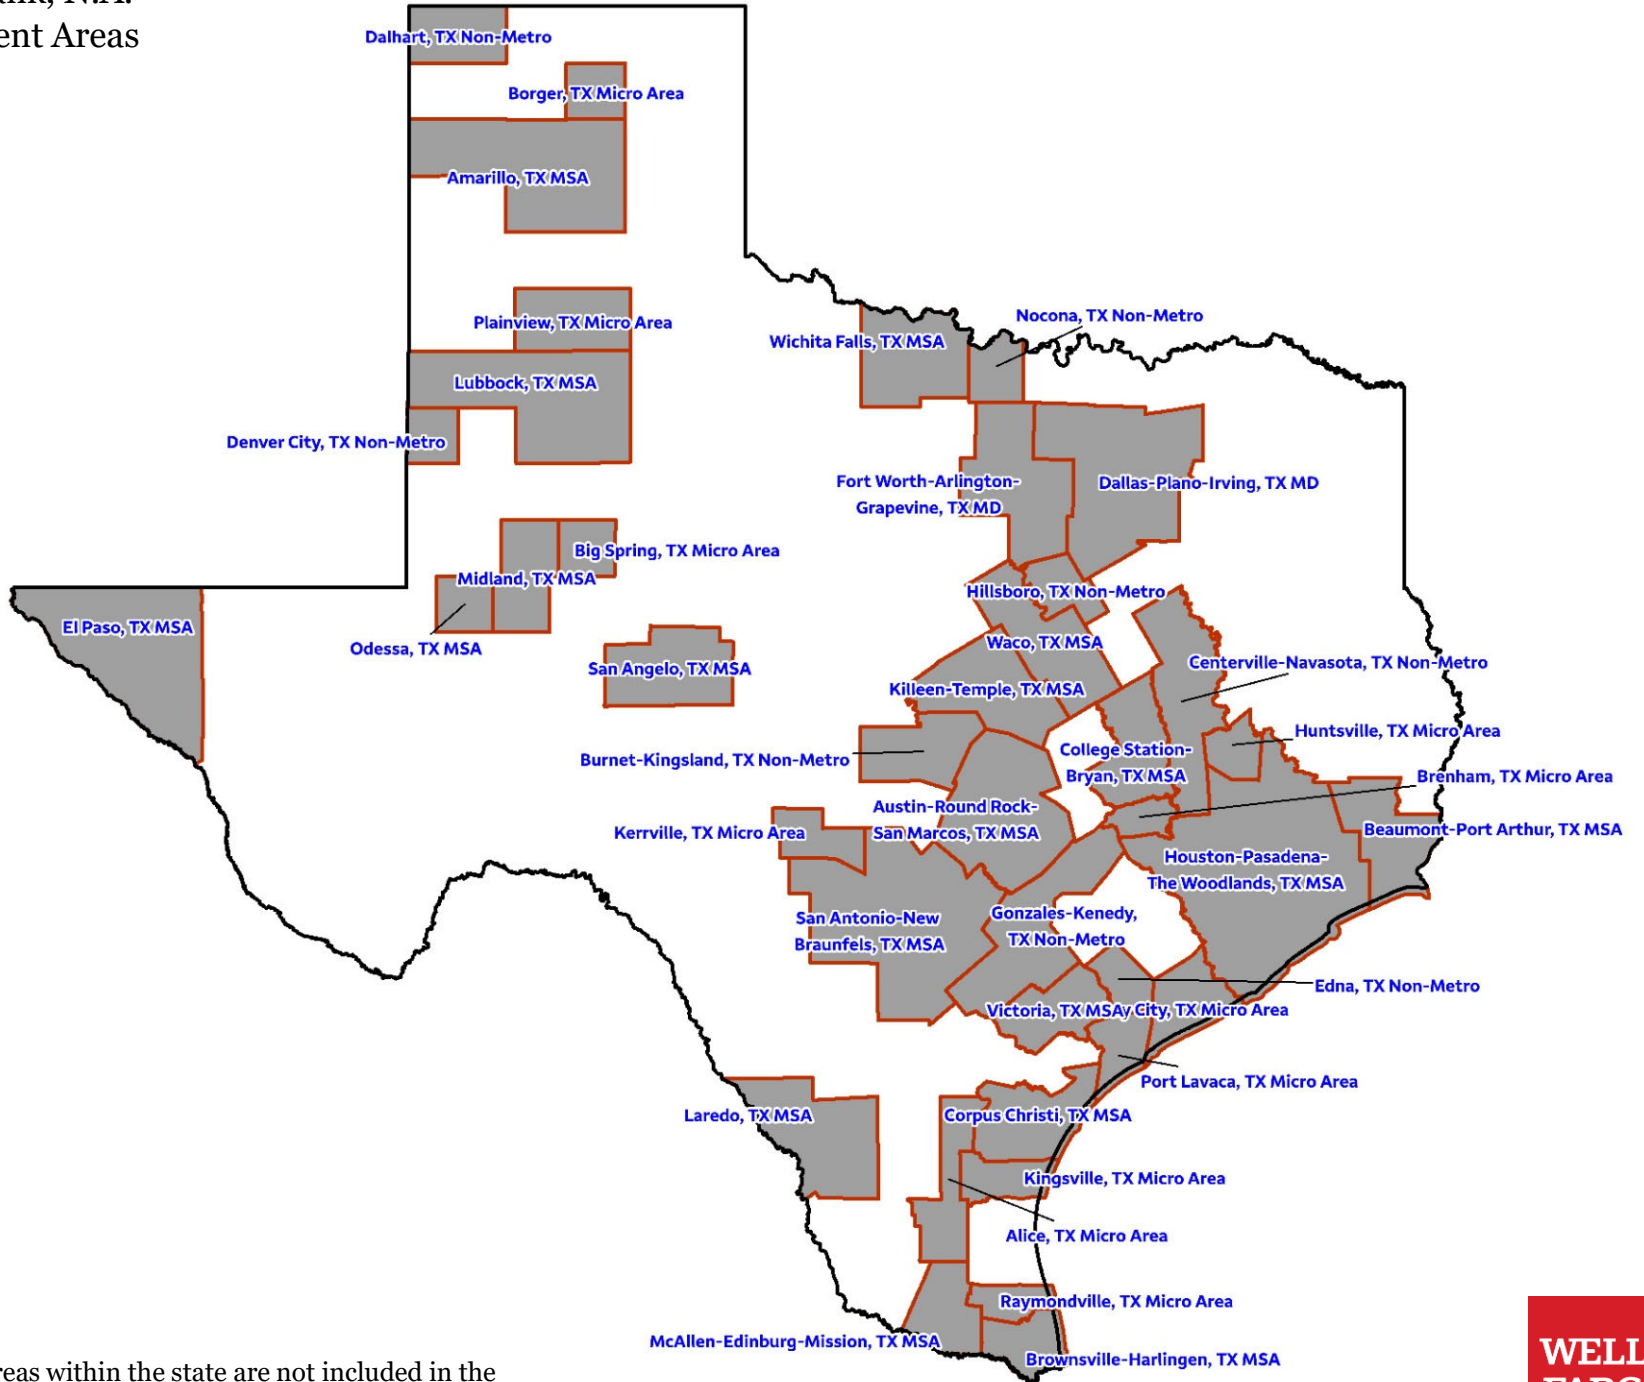 N.A.
ent Areas
Dalhart, TX Non-Metro
Borger, TX Micro Area
Amarillo, TX MSA
Nocona, TX Non-Metro
Plainview, TX Micro Area
Wichita Falls, TX MSA
Lubbock, TX MSA
Denver City, TX Non-Metro
Fort Worth-Arlington-
Grapevine, TX MD
Dallas-Plano-Irving, TX MD
Big Spring, TX Micro Area
Midland, TX MSA
Hillsboro, TX Non-Metro
El Paso, TX MSA
Odessa, TX MSA
Waco, TX MSA
San Angelo, TX MSA
Centerville-Navasota, TX Non-Metro
Killeen-Temple, TX MSA
Huntsville, TX Micro Area
Burnet-Kingsland, TX Non-Metro
College Station-
Bryan, TX MSA
Brenham, TX Micro Area
Austin-Round Rock-
San Marcos, TX MSA
Kerrville, TX Micro Area
Beaumont-Port Arthur, TX MSA
Houston-Pasadena-
The Woodlands, TX MSA
San Antonio-New
Braunfels, TX MSA
Gonzales-Kenedy,
TX Non-Metro
Edna, TX Non-Metro
Victoria, TX MSA
y City, TX Micro Area
Port Lavaca, TX Micro Area
Laredo, TX MSA
Corpus Christi, TX MSA
Kingsville, TX Micro Area
Alice, TX Micro Area
Raymondville, TX Micro Area
McAllen-Edinburg-Mission, TX MSA
Brownsville-Harlingen, TX MSA
reas within the state are not included in the
WELL